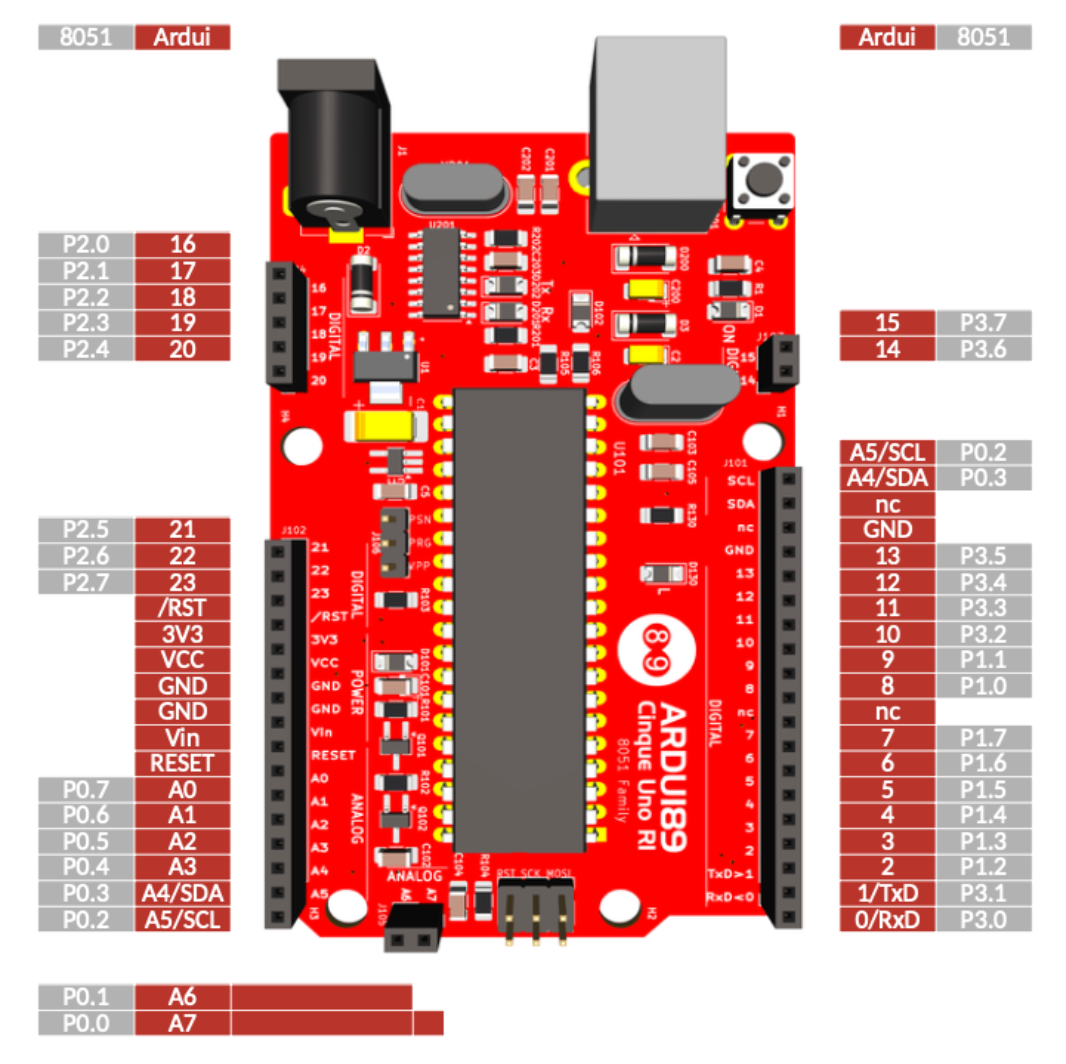 8051 Ardui
Ardui 8051
P2.0 16
P2.1 17
P2.2 18
P2.3 19
P2.4 20
P2.5 21
P2.6 22
P2.7 23
/RST
3V3
VCC
GND
GND
Vin
RESET
P0.7 A0
P0.6 A1
P0.5 A2
P0.4 A3
P0.3 A4/SDA
P0.2 A5/SCL
P0.1 A6
P0.0 A7
J1
C202
C201
U201
D2
R202
C203
D202
Tx
Rx
D201
R201
C3
R105
R106
D102
D200
C200
D3
C2
C4
R1
D1
ON
16
17
18
19
20
DIGITAL
U1
C1
H4
C5
PSN
PRG
VPP
J106
R103
J102
21
22
23
/RST
3V3
VCC
GND
GND
Vin
RESET
A0
A1
A2
A3
A4
A5
DIGITAL
POWER
ANALOG
D101
C101
R101
Q101
R102
Q102
C102
ANALOG
A6
A7
J105
H3
C104
R104
RST SCK MOSI
H2
U101
C103
C105
R130
D130
L
89
ARDUI89
Cinque Uno RI
8051 Family
15
14
H1
J101
SCL
SDA
nc
GND
13
12
11
10
9
8
nc
7
6
5
4
3
2
TxD>1
RxD<0
DIGITAL
15 P3.7
14 P3.6
A5/SCL P0.2
A4/SDA P0.3
nc
GND
13 P3.5
12 P3.4
11 P3.3
10 P3.2
9 P1.1
8 P1.0
nc
7 P1.7
6 P1.6
5 P1.5
4 P1.4
3 P1.3
2 P1.2
1/TxD P3.1
0/RxD P3.0